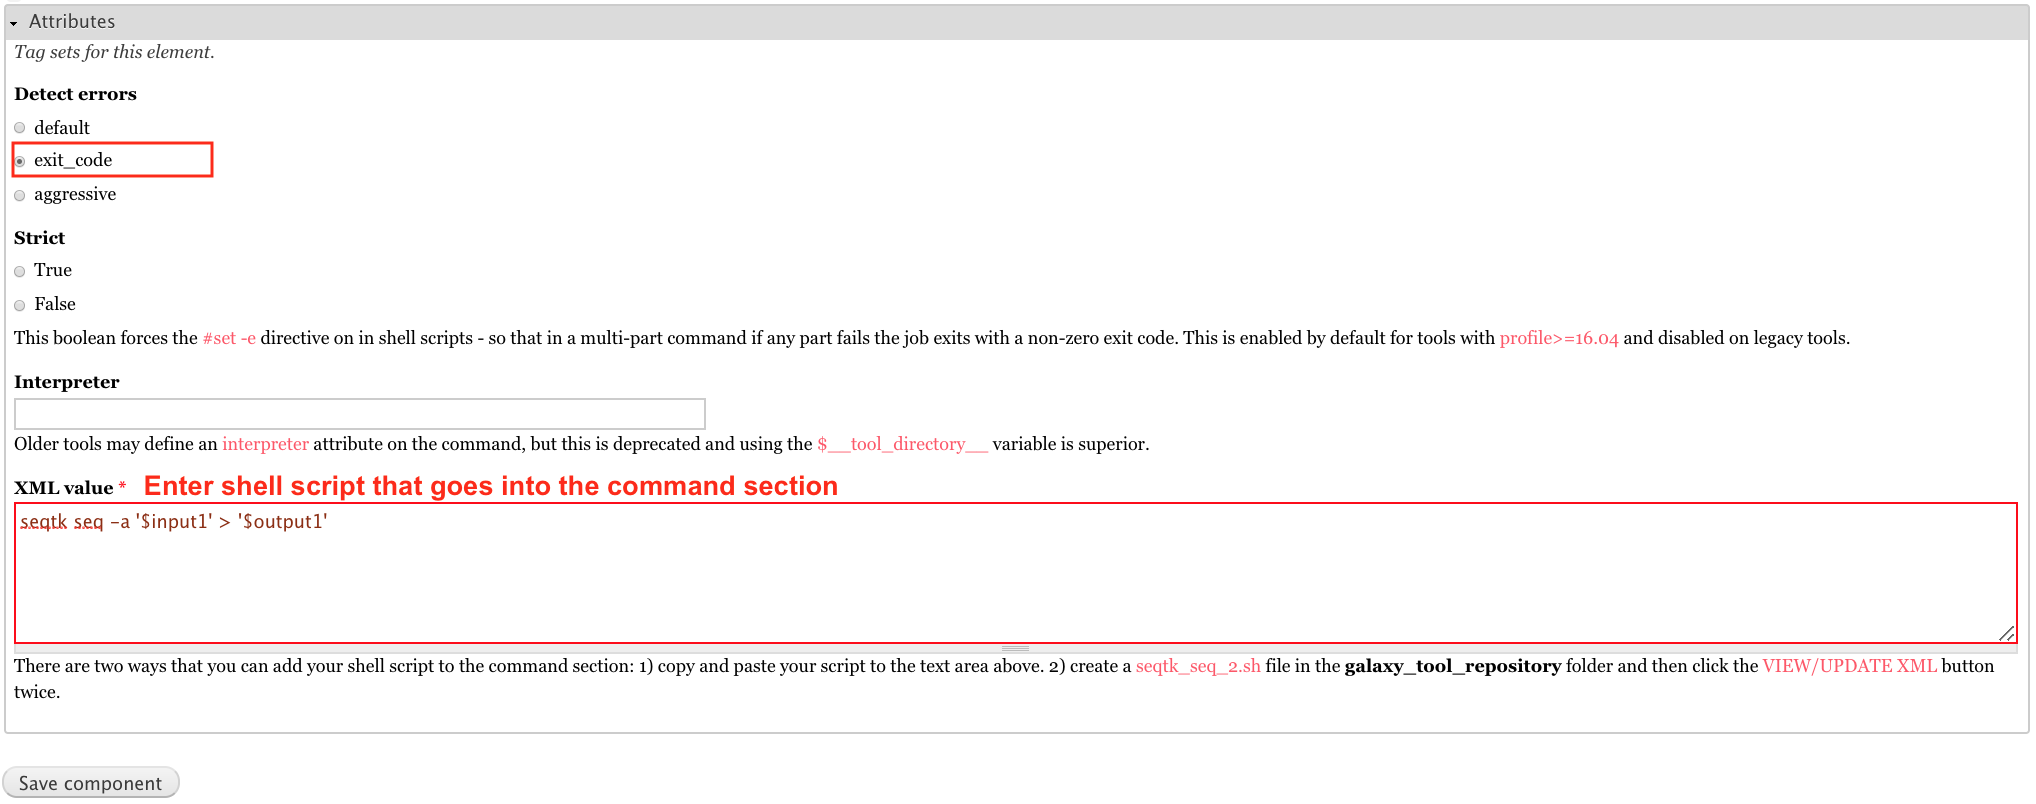 Attributes
Tag sets for this element.
Detect errors
default
exit_code
aggressive
Strict
True
False
This boolean forces the #set -e directive on in shell scripts - so that in a multi-part command if any part fails the job exits with a non-zero exit code. This is enabled by default for tools with profile>=16.04 and disabled on legacy tools.
Interpreter
Older tools may define an interpreter attribute on the command, but this is deprecated and using the $__tool_directory__ variable is superior.
XML value * Enter shell script that goes into the command section
seqtk seq -a '$input1' > '$output1'
There are two ways that you can add your shell script to the command section: 1) copy and paste your script to the text area above. 2) create a seqtk_seq_2.sh file in the galaxy_tool_repository folder and then click the VIEW/UPDATE XML button
twice.
Save component